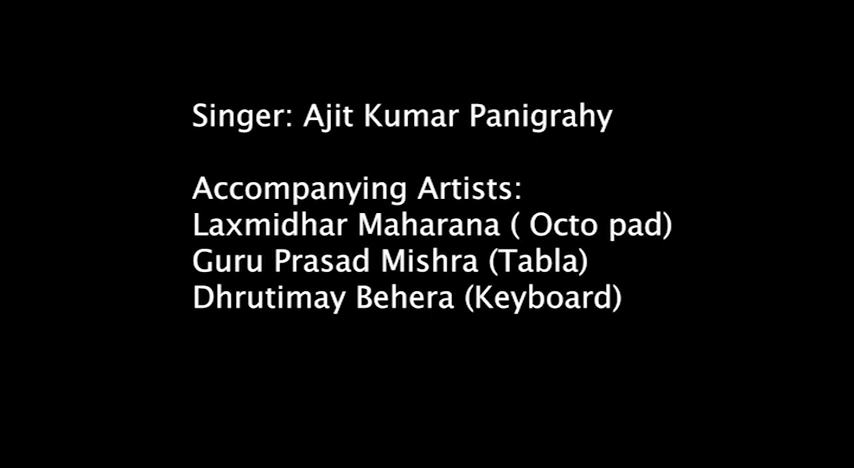 Singer: Ajit Kumar Panigrahy
Accompanying Artists:
Laxmidhar Maharana ( Octo pad)
Guru Prasad Mishra (Tabla)
Dhrutimay Behera (Keyboard)